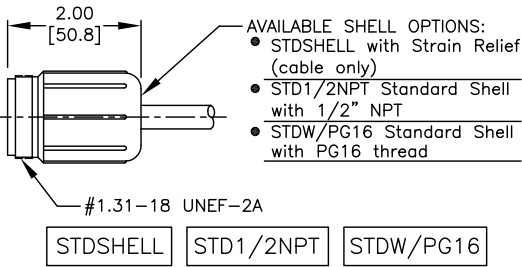 2.00
[50.8]
AVAILABLE SHELL OPTIONS:
● STDSHELL with Strain Relief
(cable only)
● STD1/2NPT Standard Shell
with 1/2" NPT
● STDW/PG16 Standard Shell
with PG16 thread
#1.31-18 UNEF-2A
STDSHELL
STD1/2NPT
STDW/PG16